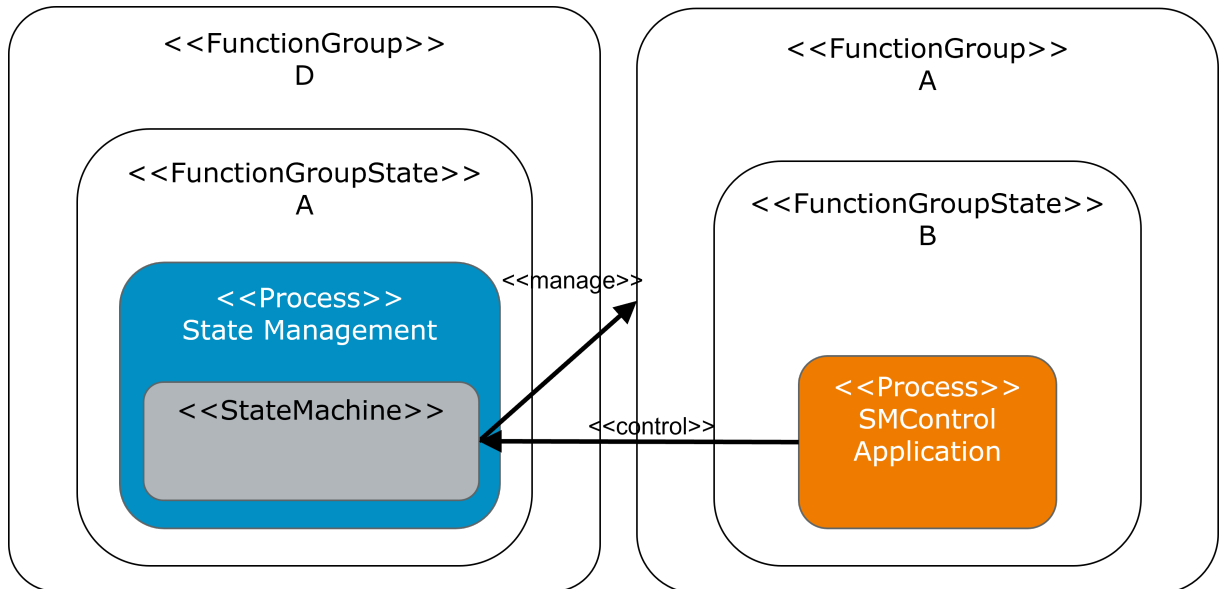 <<FunctionGroup>>
D
<<FunctionGroupState>>
A
<<Process>>
State Management
<<StateMachine>>
<<manage>>
<<control>>
<<FunctionGroup>>
A
<<FunctionGroupState>>
B
<<Process>>
SMControl
Application